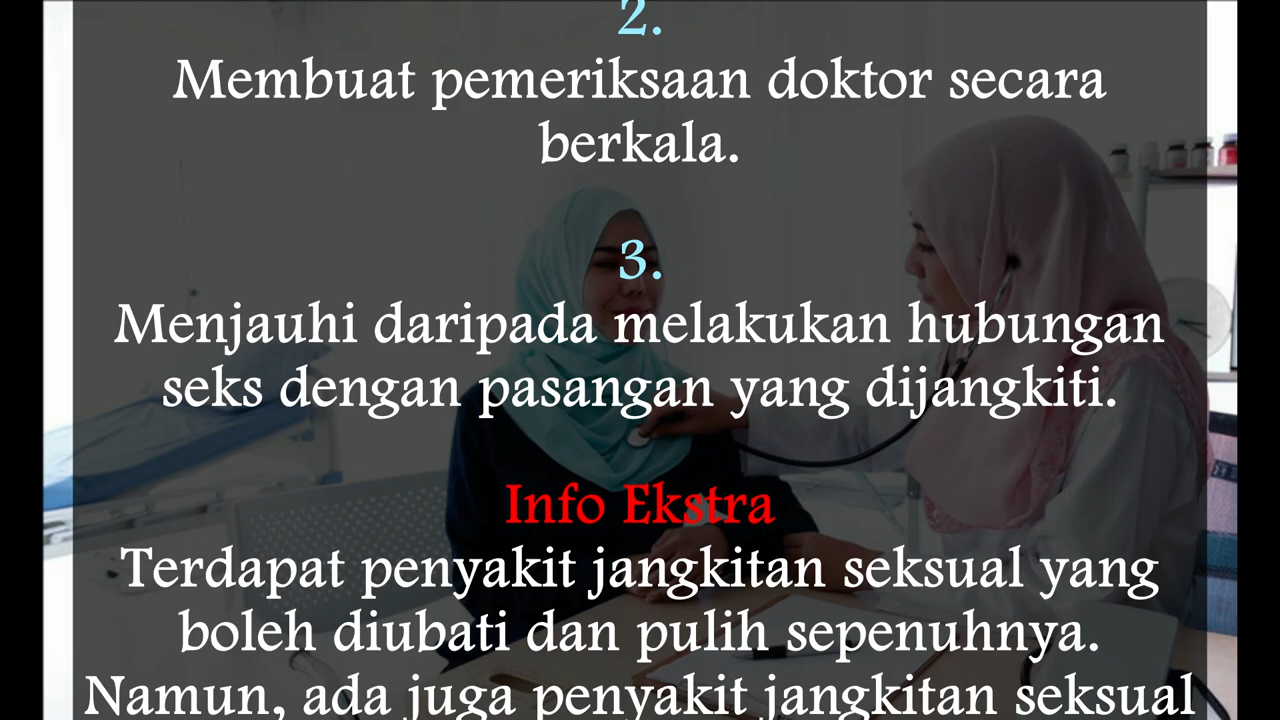 2.
Membuat pemeriksaan doktor secara
berkala.
3.
Menjauhi daripada melakukan hubungan
seks dengan pasangan yang dijangkiti.
Info Ekstra
Terdapat penyakit jangkitan seksual yang
boleh diubati dan pulih sepenuhnya.
Namun, ada juga penyakit jangkitan seksual